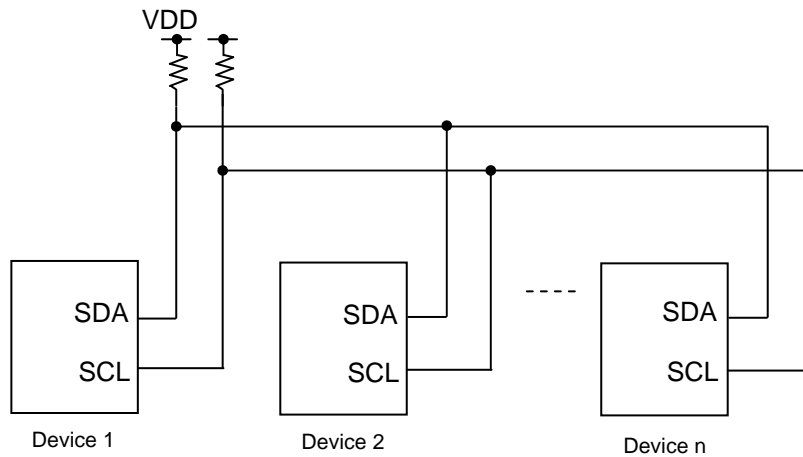 VDD
SDA
SCL
Device 1
SDA
SCL
Device 2
SDA
SCL
Device n